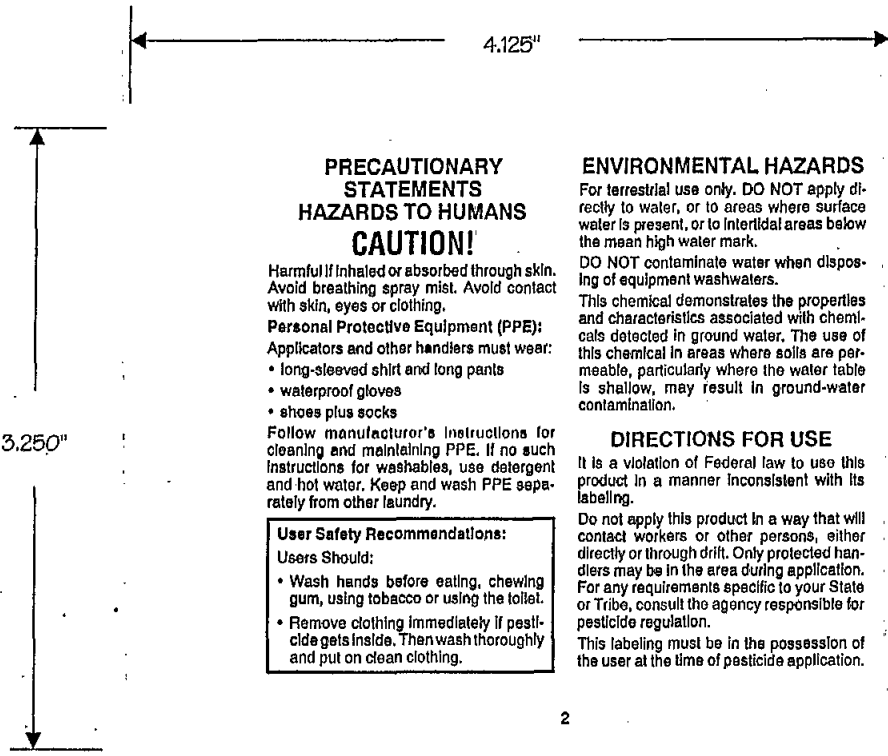 4.125"
3.250"
PRECAUTIONARY
STATEMENTS
HAZARDS TO HUMANS
CAUTION!
Harmful if inhaled or absorbed through skin.
Avoid breathing spray mist. Avoid contact
with skin, eyes or clothing.
Personal Protective Equipment (PPE):
Applicators and other handlers must wear:
• long-sleeved shirt and long pants
• waterproof gloves
• shoes plus socks
Follow manufacturer's instructions for
cleaning and maintaining PPE. If no such
instructions for washables, use detergent
and hot water. Keep and wash PPE sepa-
rately from other laundry.
User Safety Recommendations:
Users Should:
• Wash hands before eating, chewing
gum, using tobacco or using the toilet.
• Remove clothing immediately if pesti-
cide gets inside. Then wash thoroughly
and put on clean clothing.
ENVIRONMENTAL HAZARDS
For terrestrial use only. DO NOT apply di-
rectly to water, or to areas where surface
water is present, or to intertidal areas below
the mean high water mark.
DO NOT contaminate water when dispos-
ing of equipment washwaters.
This chemical demonstrates the properties
and characteristics associated with chemi-
cals detected in ground water. The use of
this chemical in areas where soils are per-
meable, particularly where the water table
is shallow, may result in ground-water
contamination.
DIRECTIONS FOR USE
It is a violation of Federal law to use this
product in a manner inconsistent with its
labeling.
Do not apply this product in a way that will
contact workers or other persons, either
directly or through drift. Only protected han-
dlers may be in the area during application.
For any requirements specific to your State
or Tribe, consult the agency responsible for
pesticide regulation.
This labeling must be in the possession of
the user at the time of pesticide application.
2